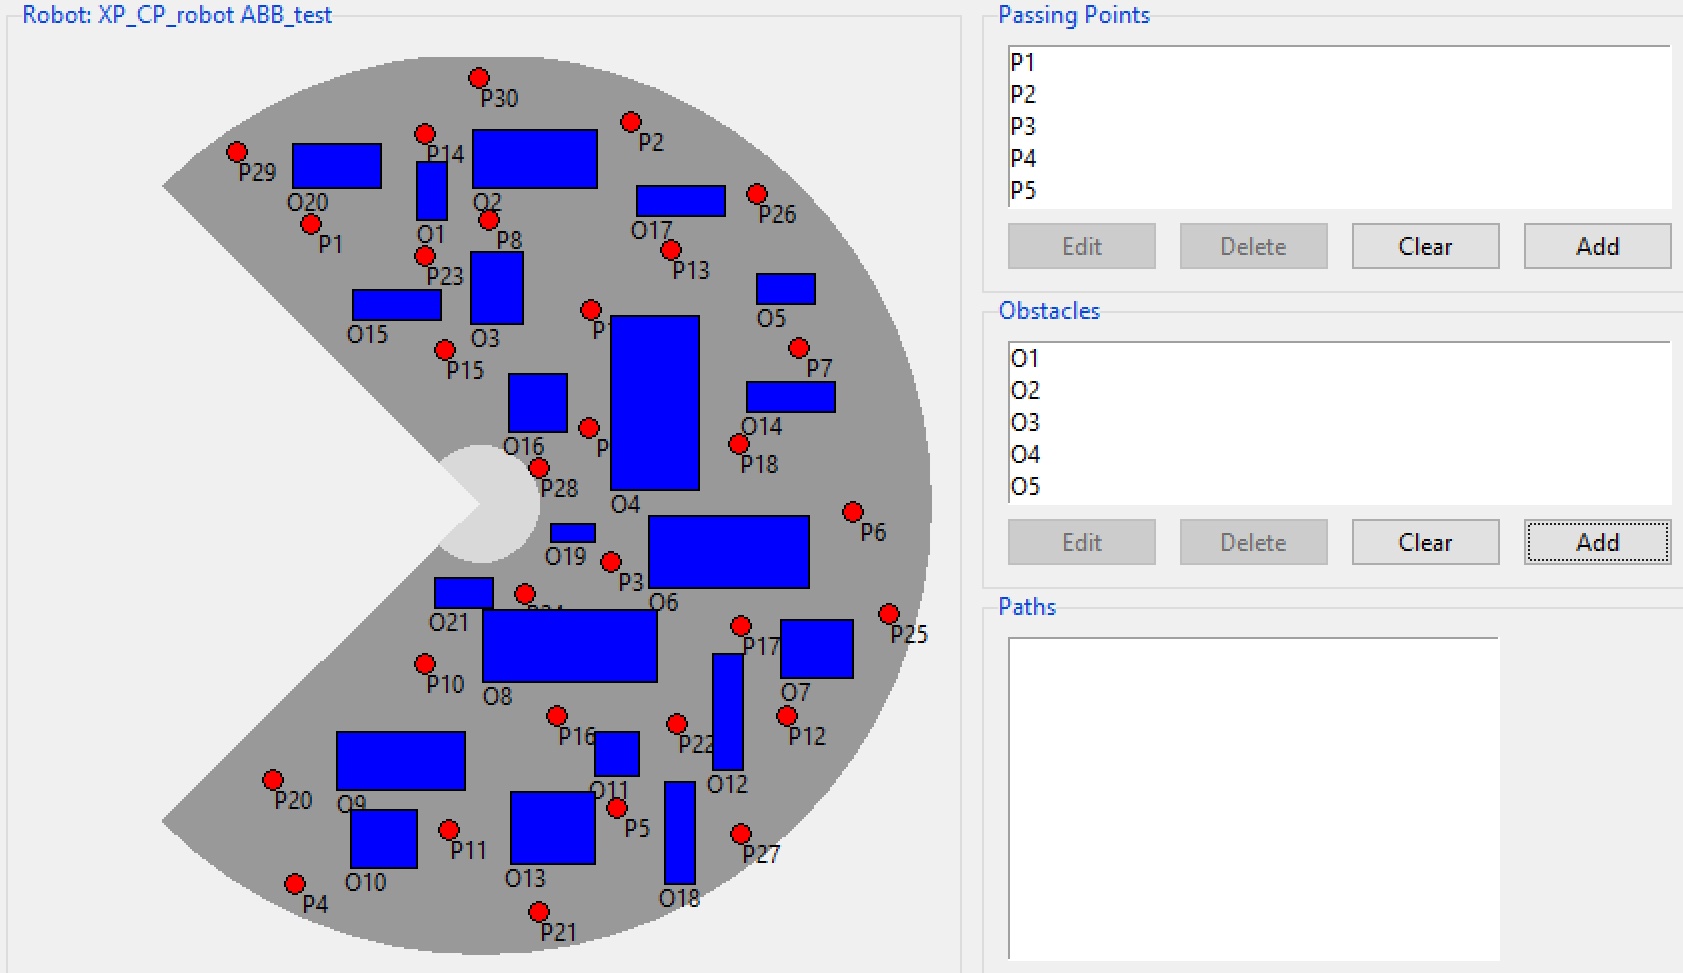 Robot: XP_CP_robot ABB_test
P30
P2
P14
P29
O20
O2
P26
P1
O1
P8
O17
P23
P13
O15
O3
O5
P15
P7
O16
O14
P18
P28
O4
P6
O19
P3
O6
O21
P25
P17
P10
O8
O7
P16
P22
P12
O11
O12
P20
O9
P5
P11
P27
O10
O13
O18
P4
P21
Passing Points
P1
P2
P3
P4
P5
Edit Delete Clear Add
Obstacles
O1
O2
O3
O4
O5
Edit Delete Clear Add
Paths